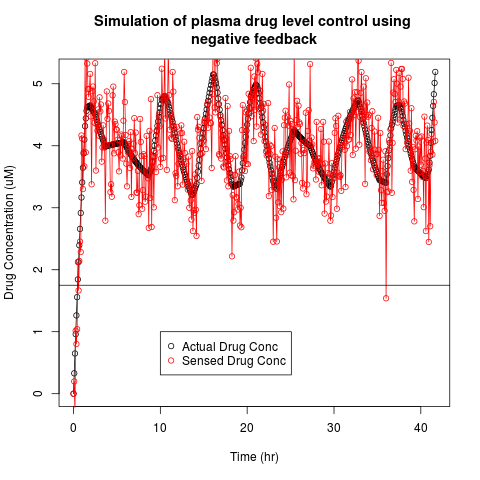 Simulation of plasma drug level control using
negative feedback
Drug Concentration (uM)
5
4
3
2
1
0
Actual Drug Conc
Sensed Drug Conc
0 10 20 30 40
Time (hr)